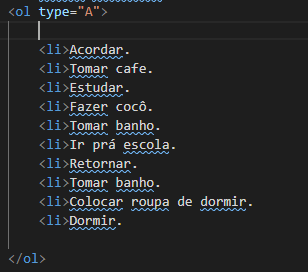 <ol type="A">
<li>Acordar.
<li>Tomar cafe.
<li>Estudar.
<li>Fazer cocô.
<li>Tomar banho.
<li>Ir prá escola.
<li>Retornar.
<li>Tomar banho.
<li>Colocar roupa de dormir.
<li>Dormir.
</ol>